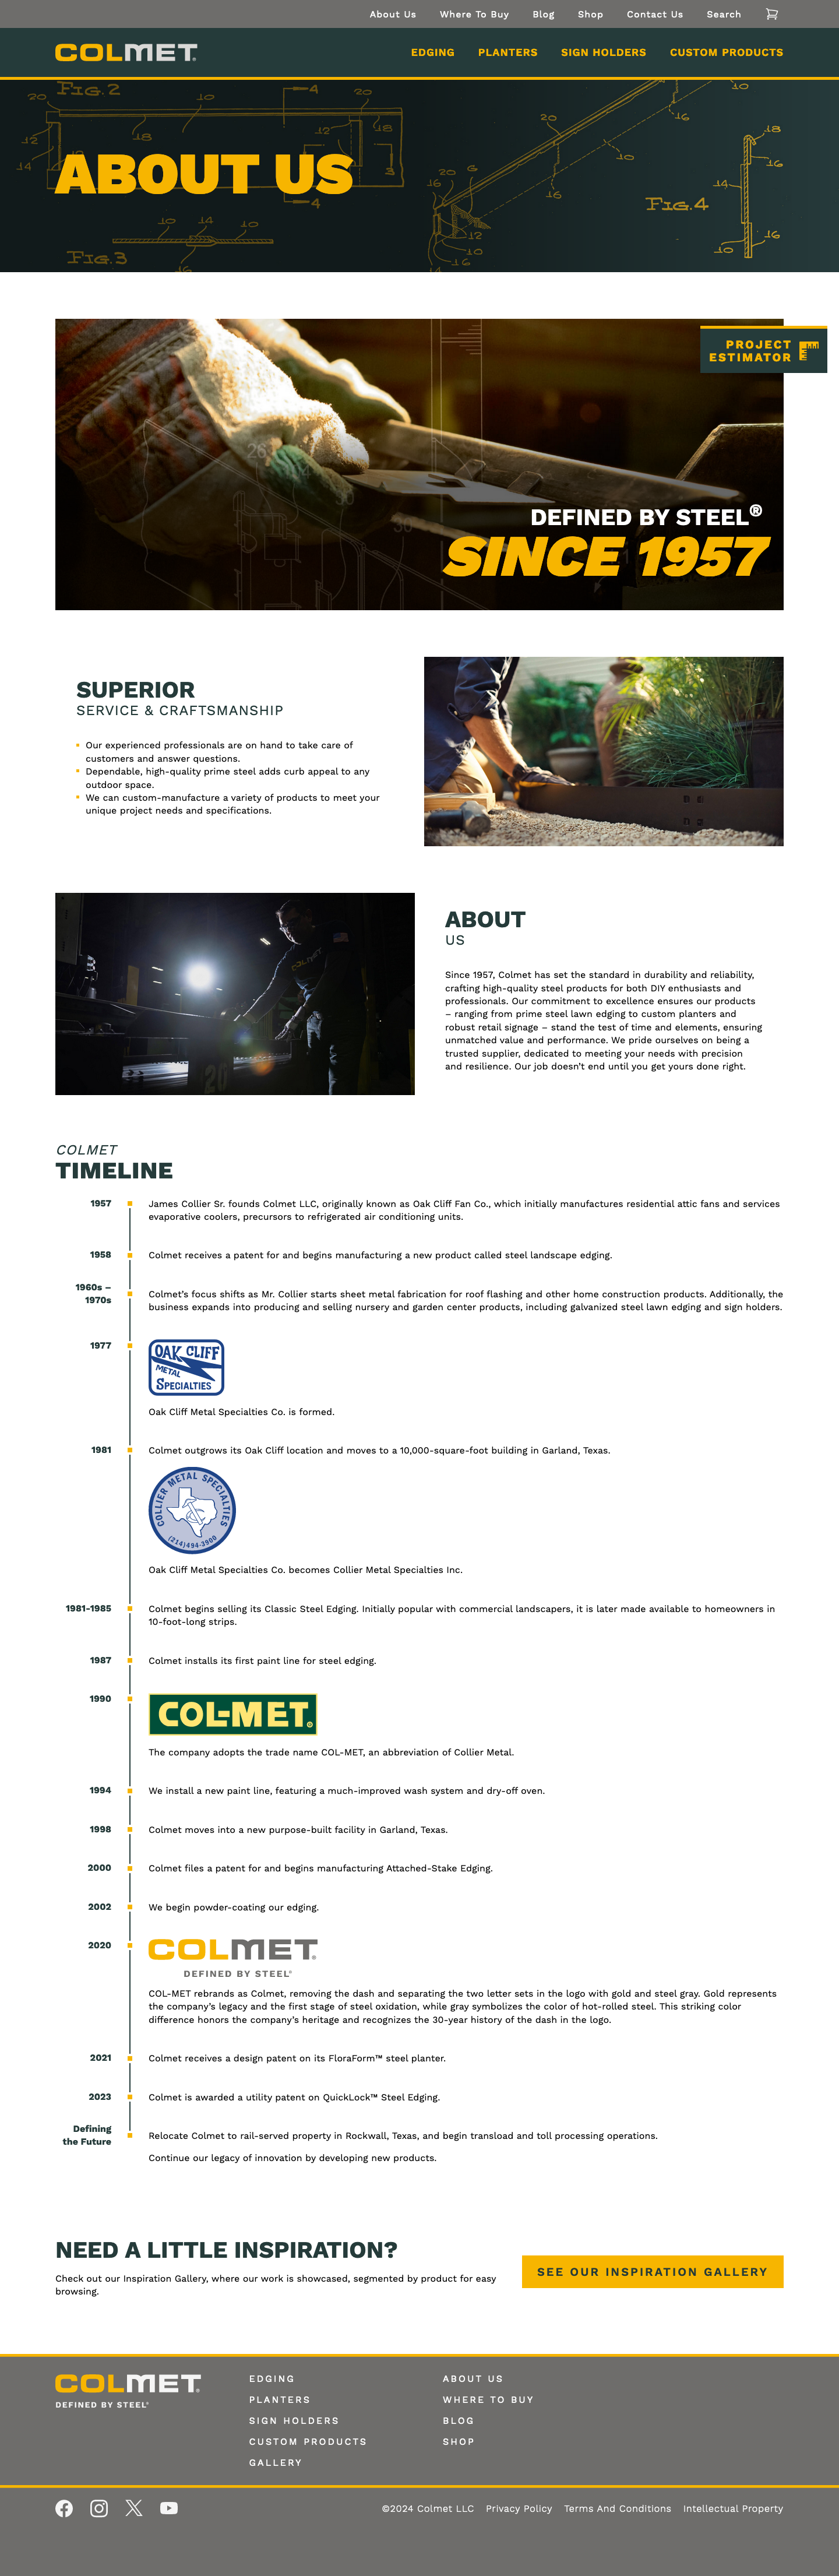 About Us Where To Buy Blog Shop Contact Us Search
COLMET
EDGING PLANTERS SIGN HOLDERS CUSTOM PRODUCTS
Fig. 2
ABOUT US
Fig. 3
Fig. 4
PROJECT
ESTIMATOR
DEFINED BY STEEL®
SINCE 1957
SUPERIOR
SERVICE & CRAFTSMANSHIP
Our experienced professionals are on hand to take care of
customers and answer questions.
Dependable, high-quality prime steel adds curb appeal to any
outdoor space.
We can custom-manufacture a variety of products to meet your
unique project needs and specifications.
ABOUT
US
Since 1957, Colmet has set the standard in durability and reliability,
crafting high-quality steel products for both DIY enthusiasts and
professionals. Our commitment to excellence ensures our products
– ranging from prime steel lawn edging to custom planters and
robust retail signage – stand the test of time and elements, ensuring
unmatched value and performance. We pride ourselves on being a
trusted supplier, dedicated to meeting your needs with precision
and resilience. Our job doesn’t end until you get yours done right.
COLMET
TIMELINE
1957
James Collier Sr. founds Colmet LLC, originally known as Oak Cliff Fan Co., which initially manufactures residential attic fans and services
evaporative coolers, precursors to refrigerated air conditioning units.
1958
Colmet receives a patent for and begins manufacturing a new product called steel landscape edging.
1960s –
1970s
Colmet’s focus shifts as Mr. Collier starts sheet metal fabrication for roof flashing and other home construction products. Additionally, the
business expands into producing and selling nursery and garden center products, including galvanized steel lawn edging and sign holders.
1977
OAK CLIFF
METAL
SPECIALTIES
Oak Cliff Metal Specialties Co. is formed.
1981
Colmet outgrows its Oak Cliff location and moves to a 10,000-square-foot building in Garland, Texas.
COLLIER METAL SPECIALTIES
(214)494-3900
Oak Cliff Metal Specialties Co. becomes Collier Metal Specialties Inc.
1981-1985
Colmet begins selling its Classic Steel Edging. Initially popular with commercial landscapers, it is later made available to homeowners in
10-foot-long strips.
1987
Colmet installs its first paint line for steel edging.
1990
COL-MET®
The company adopts the trade name COL-MET, an abbreviation of Collier Metal.
1994
We install a new paint line, featuring a much-improved wash system and dry-off oven.
1998
Colmet moves into a new purpose-built facility in Garland, Texas.
2000
Colmet files a patent for and begins manufacturing Attached-Stake Edging.
2002
We begin powder-coating our edging.
2020
COLMET®
DEFINED BY STEEL®
COL-MET rebrands as Colmet, removing the dash and separating the two letter sets in the logo with gold and steel gray. Gold represents
the company’s legacy and the first stage of steel oxidation, while gray symbolizes the color of hot-rolled steel. This striking color
difference honors the company’s heritage and recognizes the 30-year history of the dash in the logo.
2021
Colmet receives a design patent on its FloraForm™ steel planter.
2023
Colmet is awarded a utility patent on QuickLock™ Steel Edging.
Defining
the Future
Relocate Colmet to rail-served property in Rockwall, Texas, and begin transload and toll processing operations.
Continue our legacy of innovation by developing new products.
NEED A LITTLE INSPIRATION?
Check out our Inspiration Gallery, where our work is showcased, segmented by product for easy
browsing.
SEE OUR INSPIRATION GALLERY
COLMET®
DEFINED BY STEEL®
EDGING
PLANTERS
SIGN HOLDERS
CUSTOM PRODUCTS
GALLERY
ABOUT US
WHERE TO BUY
BLOG
SHOP
©2024 Colmet LLC Privacy Policy Terms And Conditions Intellectual Property